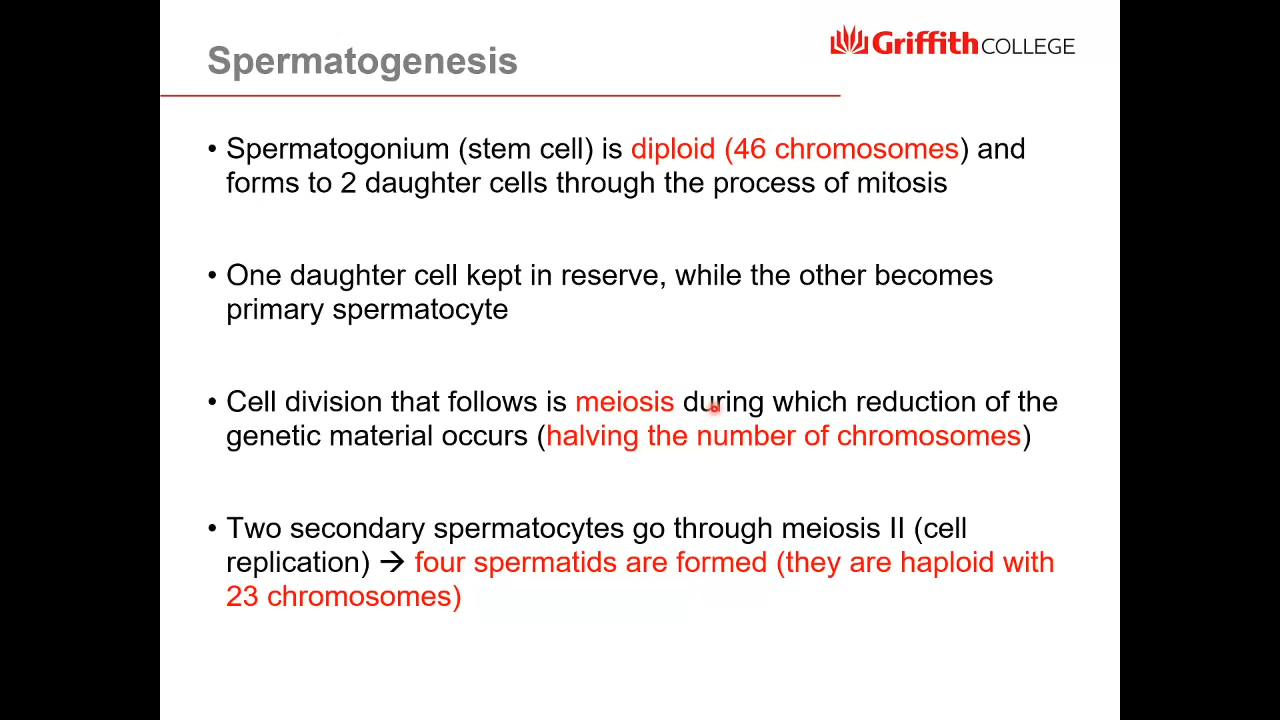 Spermatogenesis
Griffith COLLEGE
• Spermatogonium (stem cell) is diploid (46 chromosomes) and
forms to 2 daughter cells through the process of mitosis
• One daughter cell kept in reserve, while the other becomes
primary spermatocyte
• Cell division that follows is meiosis during which reduction of the
genetic material occurs (halving the number of chromosomes)
• Two secondary spermatocytes go through meiosis II (cell
replication) → four spermatids are formed (they are haploid with
23 chromosomes)